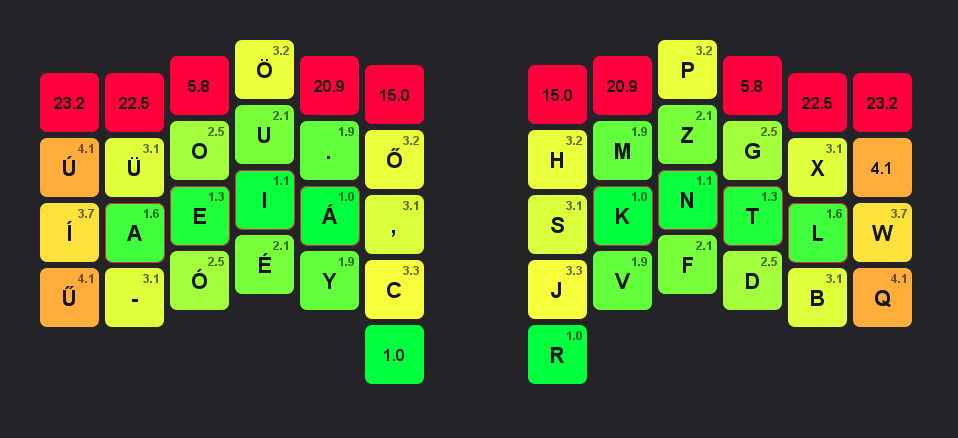 23.2 22.5 5.8 Ö 3.2 20.9 15.0 15.0 20.9 P 3.2 5.8 22.5 23.2
Ú 4.1 Ü 3.1 O 2.5 U 2.1 . 1.9 Ő 3.2 H 3.2 M 1.9 Z 2.1 G 2.5 X 3.1 4.1
Í 3.7 A 1.6 E 1.3 I 1.1 Á 1.0 , 3.1 S 3.1 K 1.0 N 1.1 T 1.3 L 1.6 W 3.7
Ű 4.1 - 3.1 Ó 2.5 É 2.1 Y 1.9 C 3.3 J 3.3 V 1.9 F 2.1 D 2.5 B 3.1 Q 4.1
1.0 R 1.0